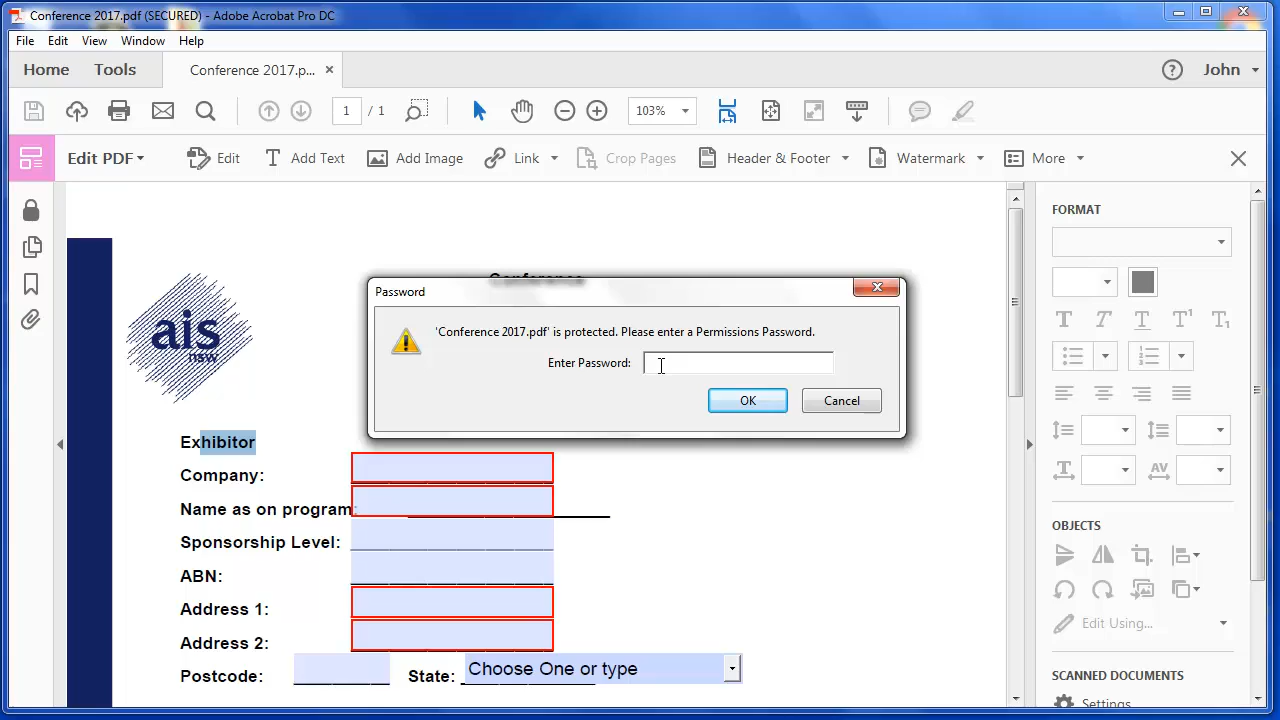 Conference 2017.pdf (SECURED) - Adobe Acrobat Pro DC
File Edit View Window Help
Home Tools Conference 2017.p... × John
1 / 1 103%
Edit PDF Edit Add Text Add Image Link Crop Pages Header & Footer Watermark More
FORMAT
Conference
Password
'Conference 2017.pdf' is protected. Please enter a Permissions Password.
Enter Password:
OK Cancel
ais
nsw
Exhibitor
Company:
Name as on program:
Sponsorship Level:
ABN:
Address 1:
Address 2:
Postcode: State: Choose One or type
OBJECTS
Edit Using...
SCANNED DOCUMENTS
Settings